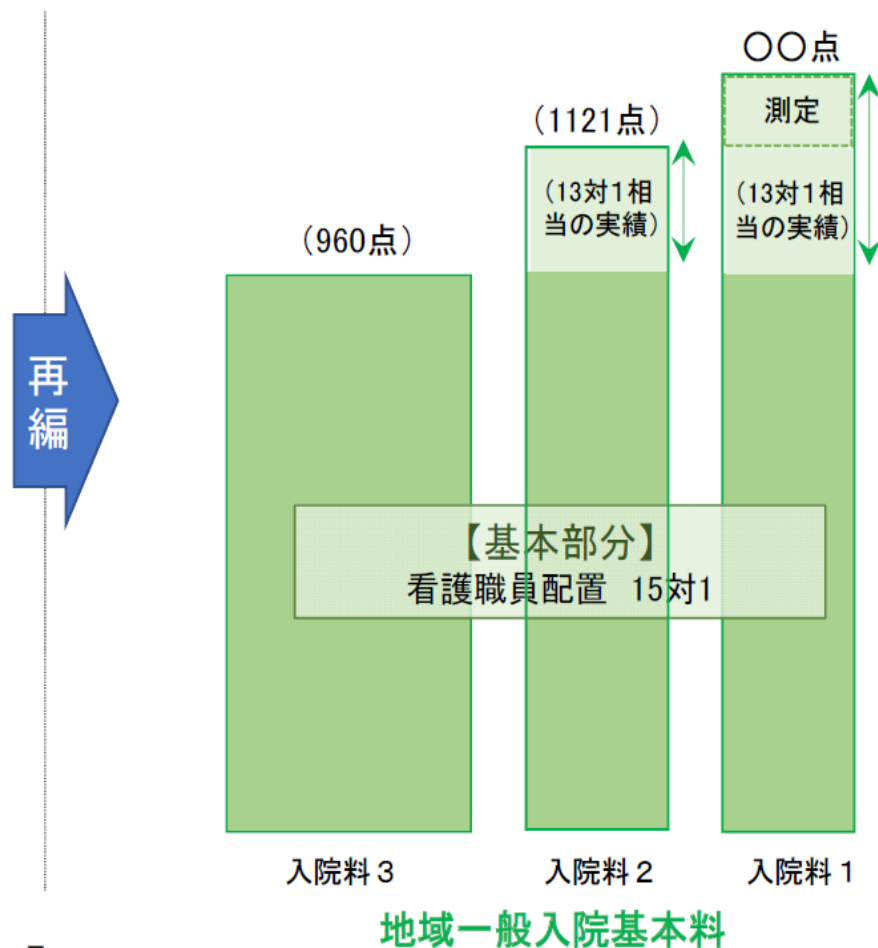 〇〇点
測定
(1121点)
(13対1相
当の実績)
(13対1相
当の実績)
(960点)
再
編
【基本部分】
看護職員配置 15対1
入院料3
入院料2
入院料1
地域一般入院基本料